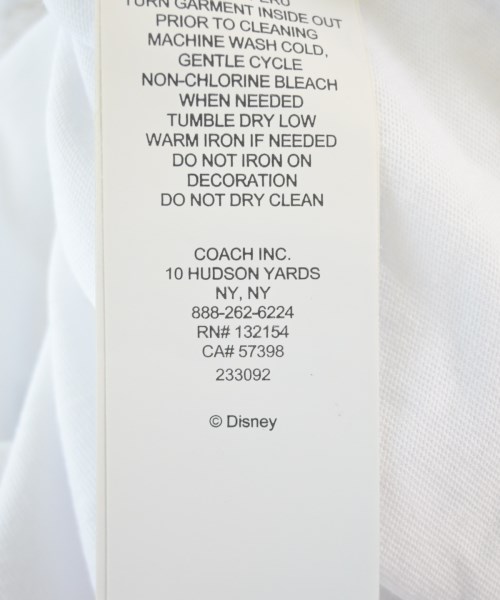 TURN GARMENT INSIDE OUT
PRIOR TO CLEANING
MACHINE WASH COLD,
GENTLE CYCLE
NON-CHLORINE BLEACH
WHEN NEEDED
TUMBLE DRY LOW
WARM IRON IF NEEDED
DO NOT IRON ON
DECORATION
DO NOT DRY CLEAN
COACH INC.
10 HUDSON YARDS
NY, NY
888-262-6224
RN# 132154
CA# 57398
233092
© Disney